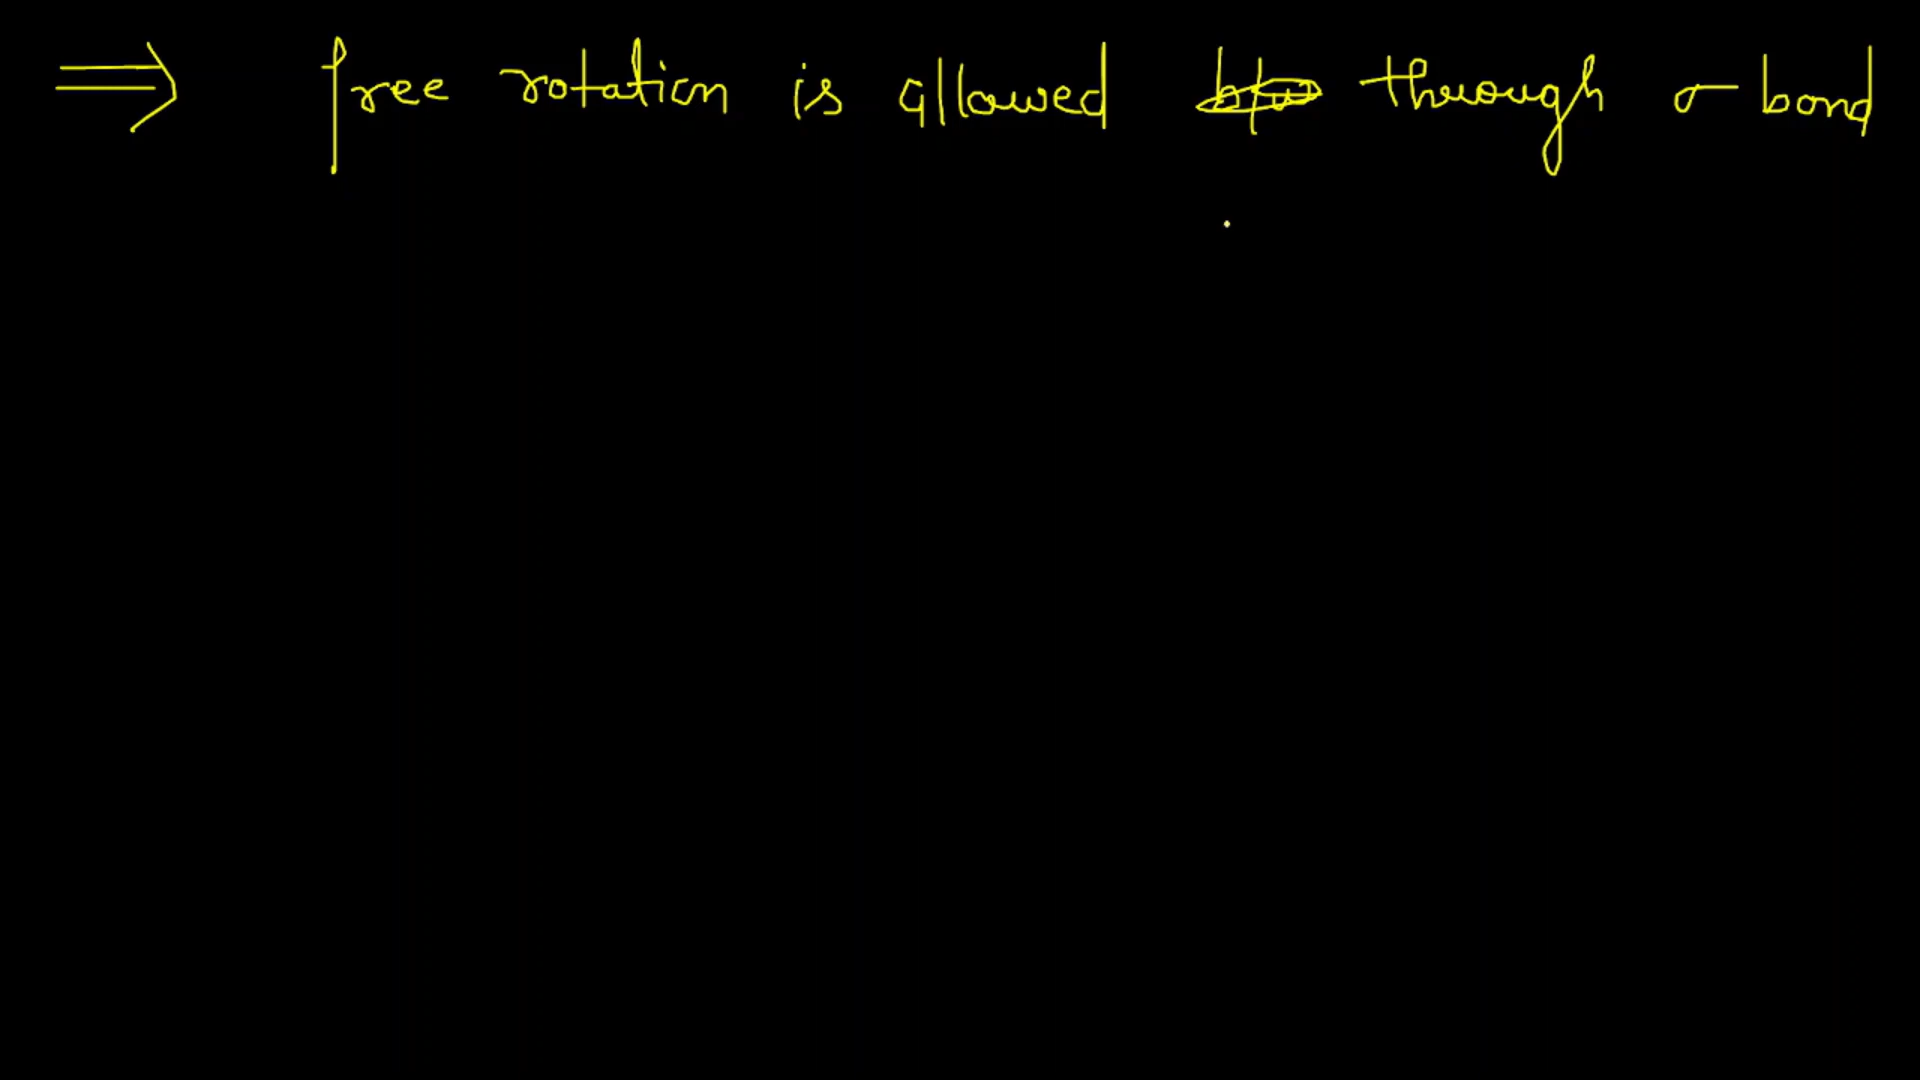 ⇒ free rotation is allowed through σ bond